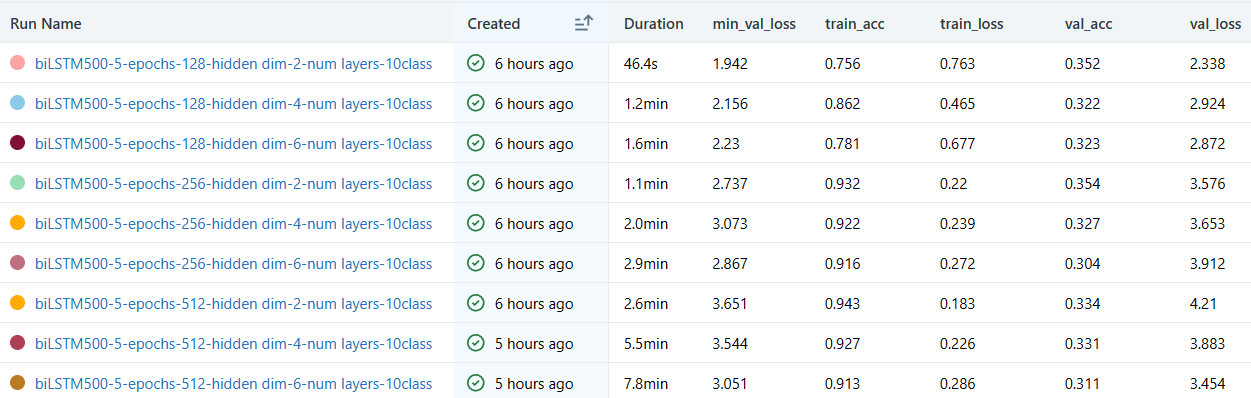 Run Name Created Duration min_val_loss train_acc train_loss val_acc val_loss
biLSTM500-5-epochs-128-hidden dim-2-num layers-10class 6 hours ago 46.4s 1.942 0.756 0.763 0.352 2.338
biLSTM500-5-epochs-128-hidden dim-4-num layers-10class 6 hours ago 1.2min 2.156 0.862 0.465 0.322 2.924
biLSTM500-5-epochs-128-hidden dim-6-num layers-10class 6 hours ago 1.6min 2.23 0.781 0.677 0.323 2.872
biLSTM500-5-epochs-256-hidden dim-2-num layers-10class 6 hours ago 1.1min 2.737 0.932 0.22 0.354 3.576
biLSTM500-5-epochs-256-hidden dim-4-num layers-10class 6 hours ago 2.0min 3.073 0.922 0.239 0.327 3.653
biLSTM500-5-epochs-256-hidden dim-6-num layers-10class 6 hours ago 2.9min 2.867 0.916 0.272 0.304 3.912
biLSTM500-5-epochs-512-hidden dim-2-num layers-10class 6 hours ago 2.6min 3.651 0.943 0.183 0.334 4.21
biLSTM500-5-epochs-512-hidden dim-4-num layers-10class 5 hours ago 5.5min 3.544 0.927 0.226 0.331 3.883
biLSTM500-5-epochs-512-hidden dim-6-num layers-10class 5 hours ago 7.8min 3.051 0.913 0.286 0.311 3.454